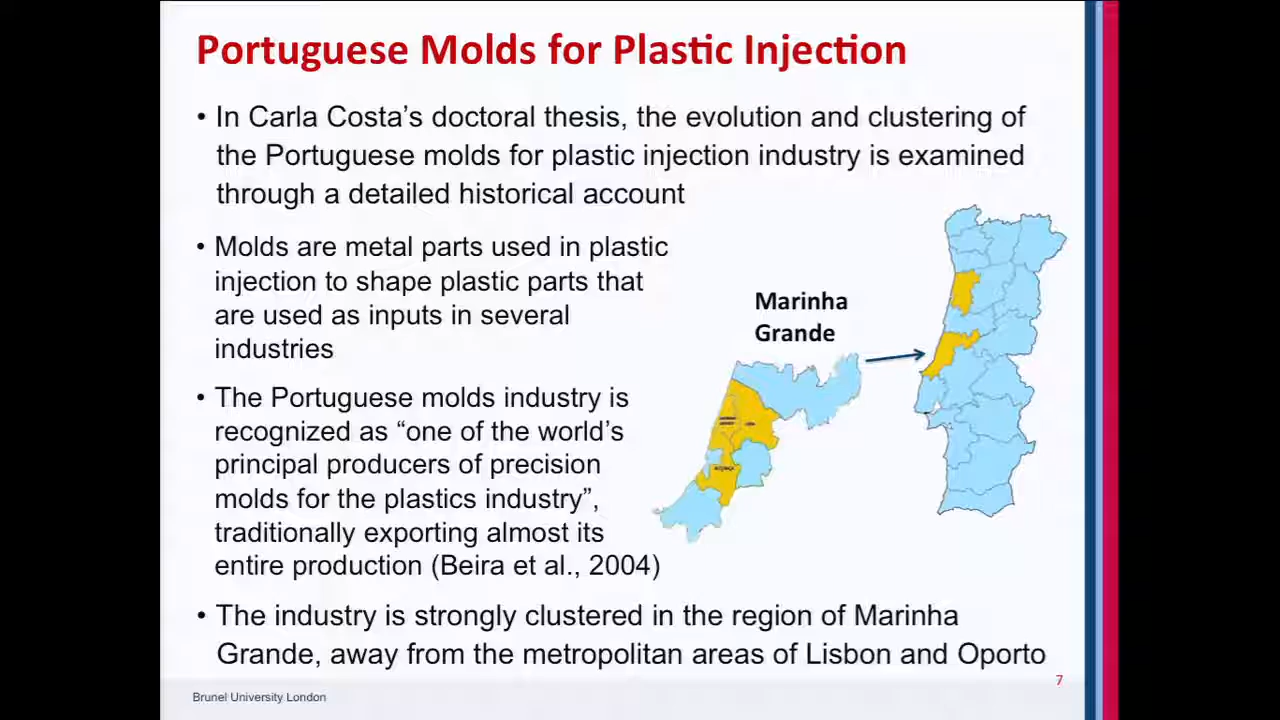 Portuguese Molds for Plastic Injection
• In Carla Costa’s doctoral thesis, the evolution and clustering of
the Portuguese molds for plastic injection industry is examined
through a detailed historical account
• Molds are metal parts used in plastic
injection to shape plastic parts that
are used as inputs in several
industries
Marinha
Grande
• The Portuguese molds industry is
recognized as “one of the world’s
principal producers of precision
molds for the plastics industry”,
traditionally exporting almost its
entire production (Beira et al., 2004)
• The industry is strongly clustered in the region of Marinha
Grande, away from the metropolitan areas of Lisbon and Oporto
7
Brunel University London